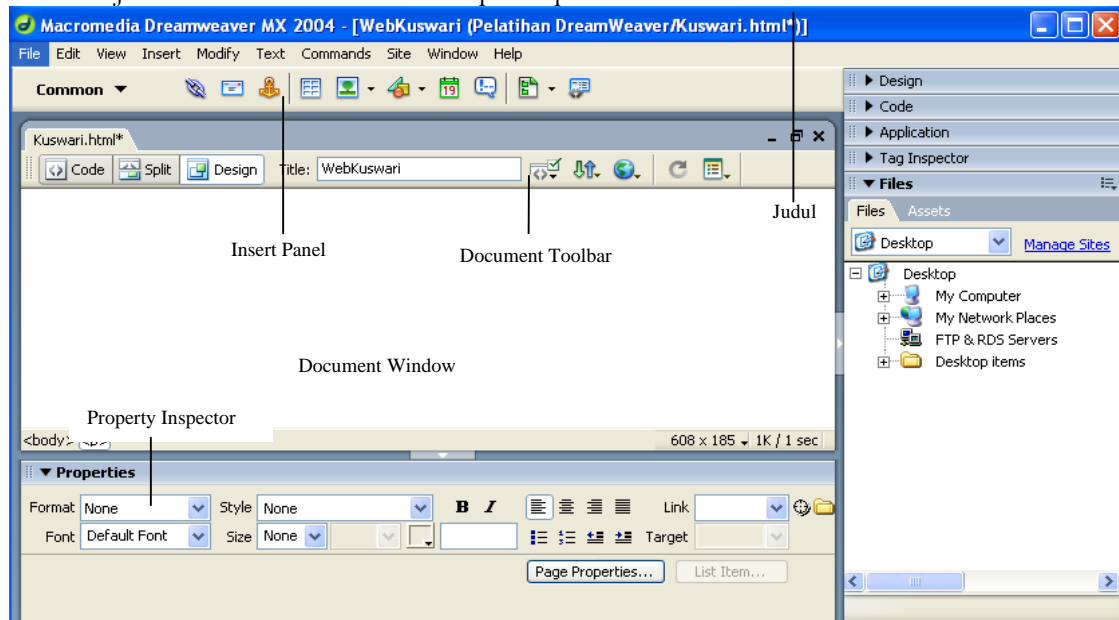 Macromedia Dreamweaver MX 2004 - [WebKuswari (Pelatihan DreamWeaver/Kuswari.html*)]
File Edit View Insert Modify Text Commands Site Window Help
Common
19
Kuswari.html*
Code Split Design Title: WebKuswari
Judul
Insert Panel
Document Toolbar
Document Window
Property Inspector
<body> <p>
608 x 185 1K / 1 sec
Properties
Format None Style None B I Link
Font Default Font Size None Target
Page Properties... List Item...
Design
Code
Application
Tag Inspector
Files
Files Assets
Desktop Manage Sites
Desktop
My Computer
My Network Places
FTP & RDS Servers
Desktop items